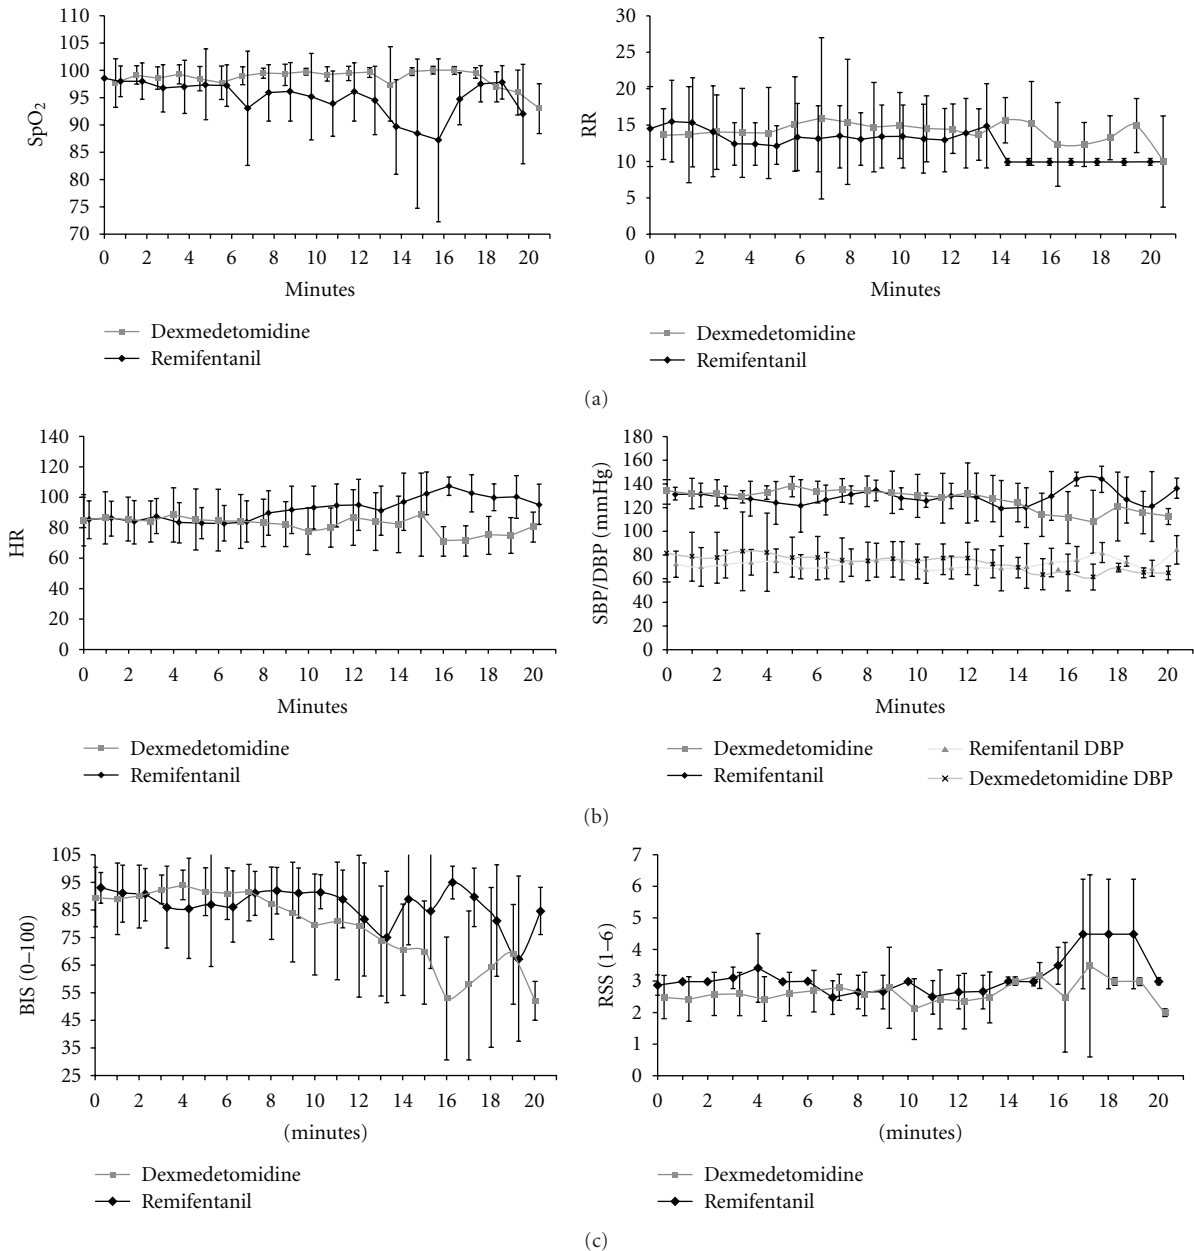 110
105
100
95
90
85
80
75
70
SpO2
0 2 4 6 8 10 12 14 16 18 20
Minutes
Dexmedetomidine
Remifentanil
30
25
20
15
10
5
0
RR
0 2 4 6 8 10 12 14 16 18 20
Minutes
Dexmedetomidine
Remifentanil
(a)
140
120
100
80
60
40
20
0
HR
0 2 4 6 8 10 12 14 16 18 20
Minutes
Dexmedetomidine
Remifentanil
180
160
140
120
100
80
60
40
20
0
SBP/DBP (mmHg)
0 2 4 6 8 10 12 14 16 18 20
Minutes
Dexmedetomidine
Remifentanil
Remifentanil DBP
Dexmedetomidine DBP
(b)
105
95
85
75
65
55
45
35
25
BIS (0–100)
0 2 4 6 8 10 12 14 16 18 20
(minutes)
Dexmedetomidine
Remifentanil
7
6
5
4
3
2
1
0
RSS (1–6)
0 2 4 6 8 10 12 14 16 18 20
(minutes)
Dexmedetomidine
Remifentanil
(c)